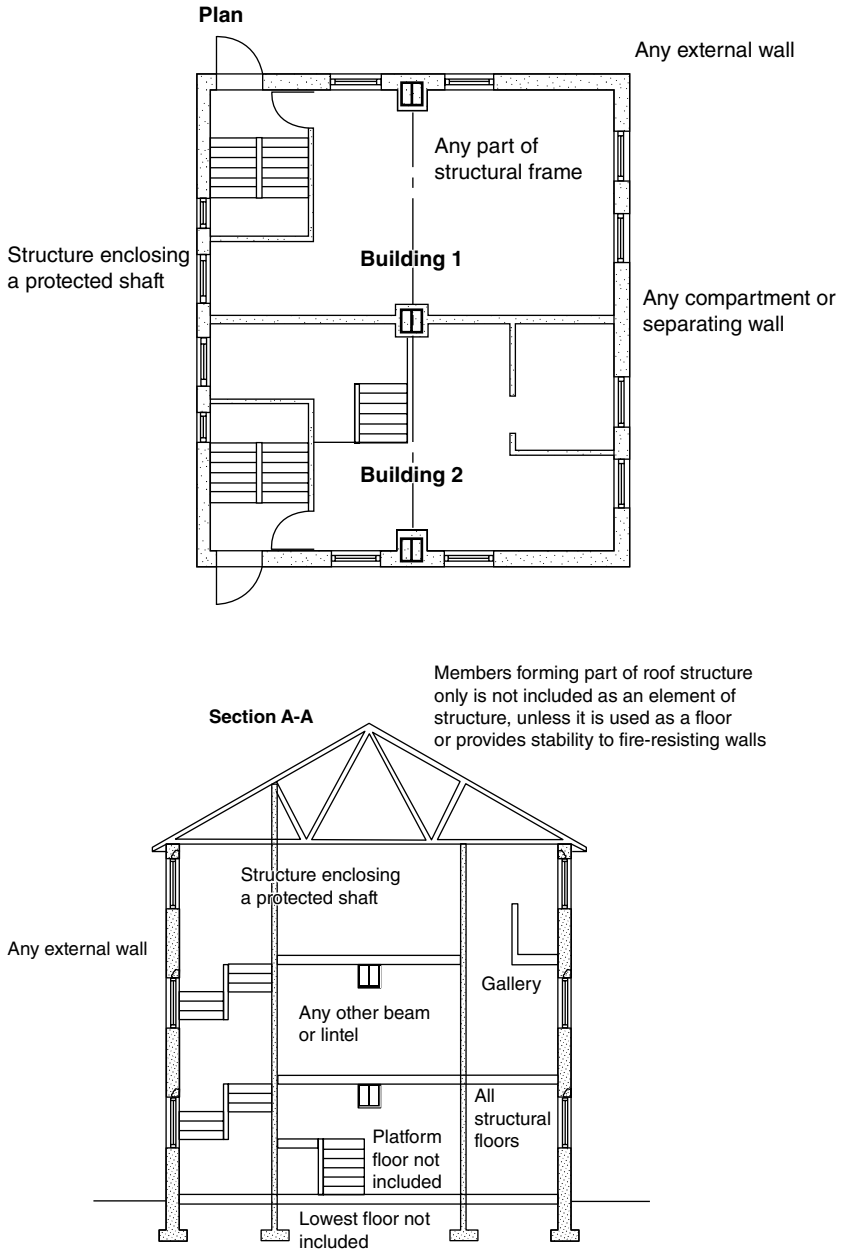 Plan
Any external wall
Any part of
structural frame
Structure enclosing
a protected shaft
Building 1
Any compartment or
separating wall
Building 2
Members forming part of roof structure
only is not included as an element of
structure, unless it is used as a floor
or provides stability to fire-resisting walls
Section A-A
Structure enclosing
a protected shaft
Any external wall
Gallery
Any other beam
or lintel
All
structural
floors
Platform
floor not
included
Lowest floor not
included